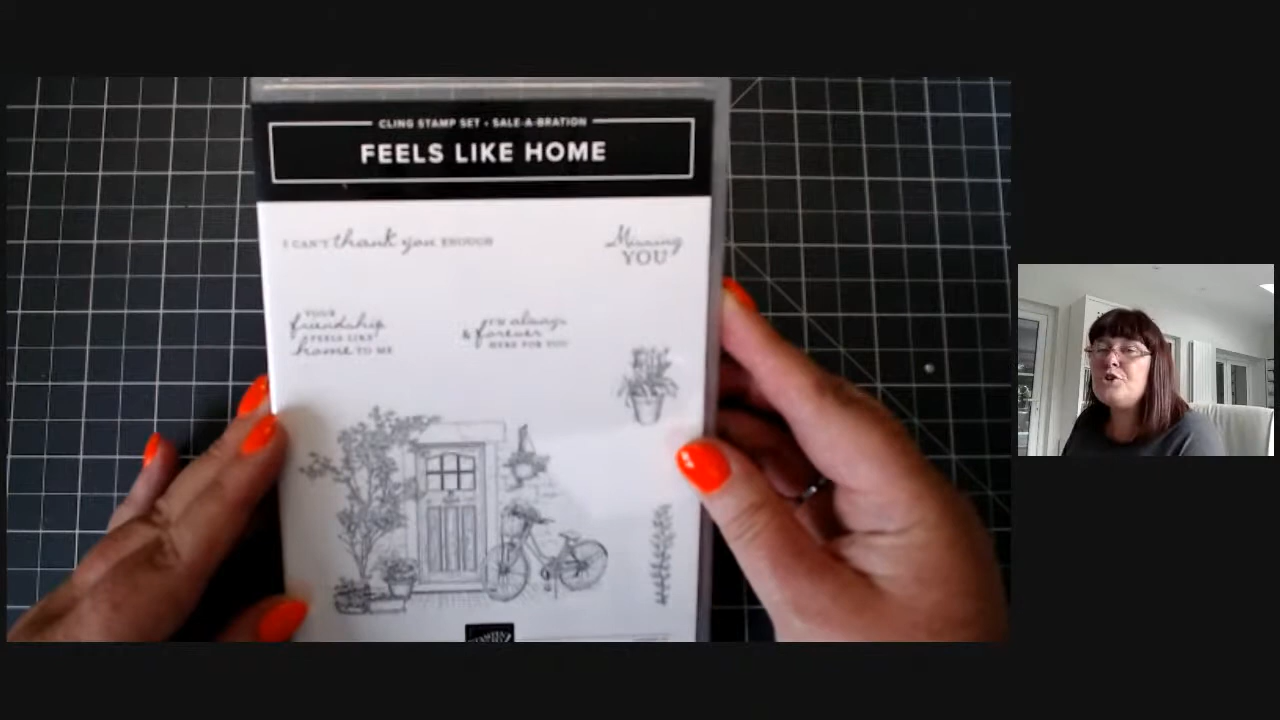 CLING STAMP SET • SALE-A-BRATION
FEELS LIKE HOME
I CAN'T thank you ENOUGH
Missing
YOU
YOUR
friendship
FEELS LIKE
home TO ME
I'M always
& forever
HERE FOR YOU